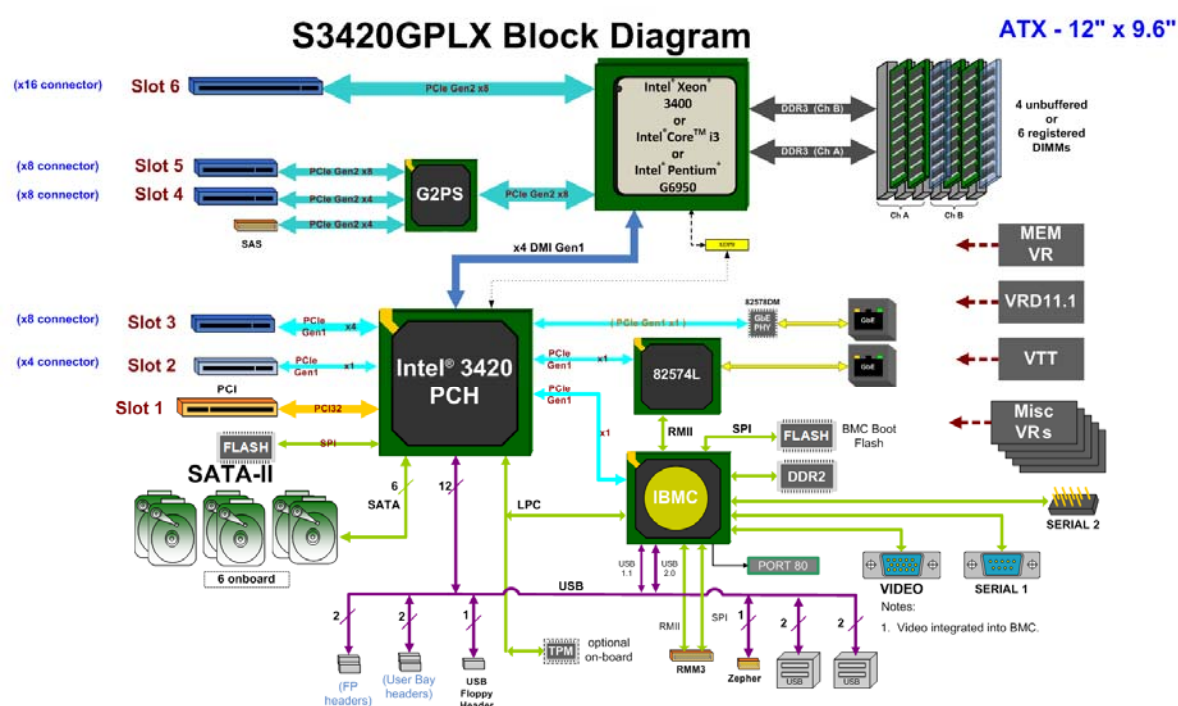 S3420GPLX Block Diagram
ATX - 12" x 9.6"
(x16 connector)
Slot 6
PCIe Gen2 x8
Intel® Xeon®
3400
or
Intel® Core™ i3
or
Intel® Pentium®
G6950
DDR3 (Ch B)
DDR3 (Ch A)
4 unbuffered
or
6 registered
DIMMs
Ch A
Ch B
(x8 connector)
Slot 5
PCIe Gen2 x8
(x8 connector)
Slot 4
PCIe Gen2 x4
G2PS
PCIe Gen2 x8
SAS
PCIe Gen2 x4
x4 DMI Gen1
MEM
VR
VRD11.1
VTT
Misc
VRs
(x8 connector)
Slot 3
PCIe
Gen1
x4
(x4 connector)
Slot 2
PCIe
Gen1
x1
PCI
Slot 1
PCI32
FLASH
SPI
Intel® 3420
PCH
( PCIe Gen1 x1 )
82578DM
GbE
PHY
GbE
PCIe
Gen1
x1
82574L
GbE
PCIe
Gen1
x1
RMII
SPI
FLASH
BMC Boot
Flash
DDR2
IBMC
SATA-II
6 onboard
6
SATA
12
LPC
SERIAL 2
VIDEO
SERIAL 1
PORT 80
USB
1.1
USB
2.0
USB
Notes:
1. Video integrated into BMC.
2
(FP
headers)
2
(User Bay
headers)
1
USB
Floppy
Header
TPM
optional
on-board
RMII
SPI
RMM3
1
Zepher
2
USB
2
USB